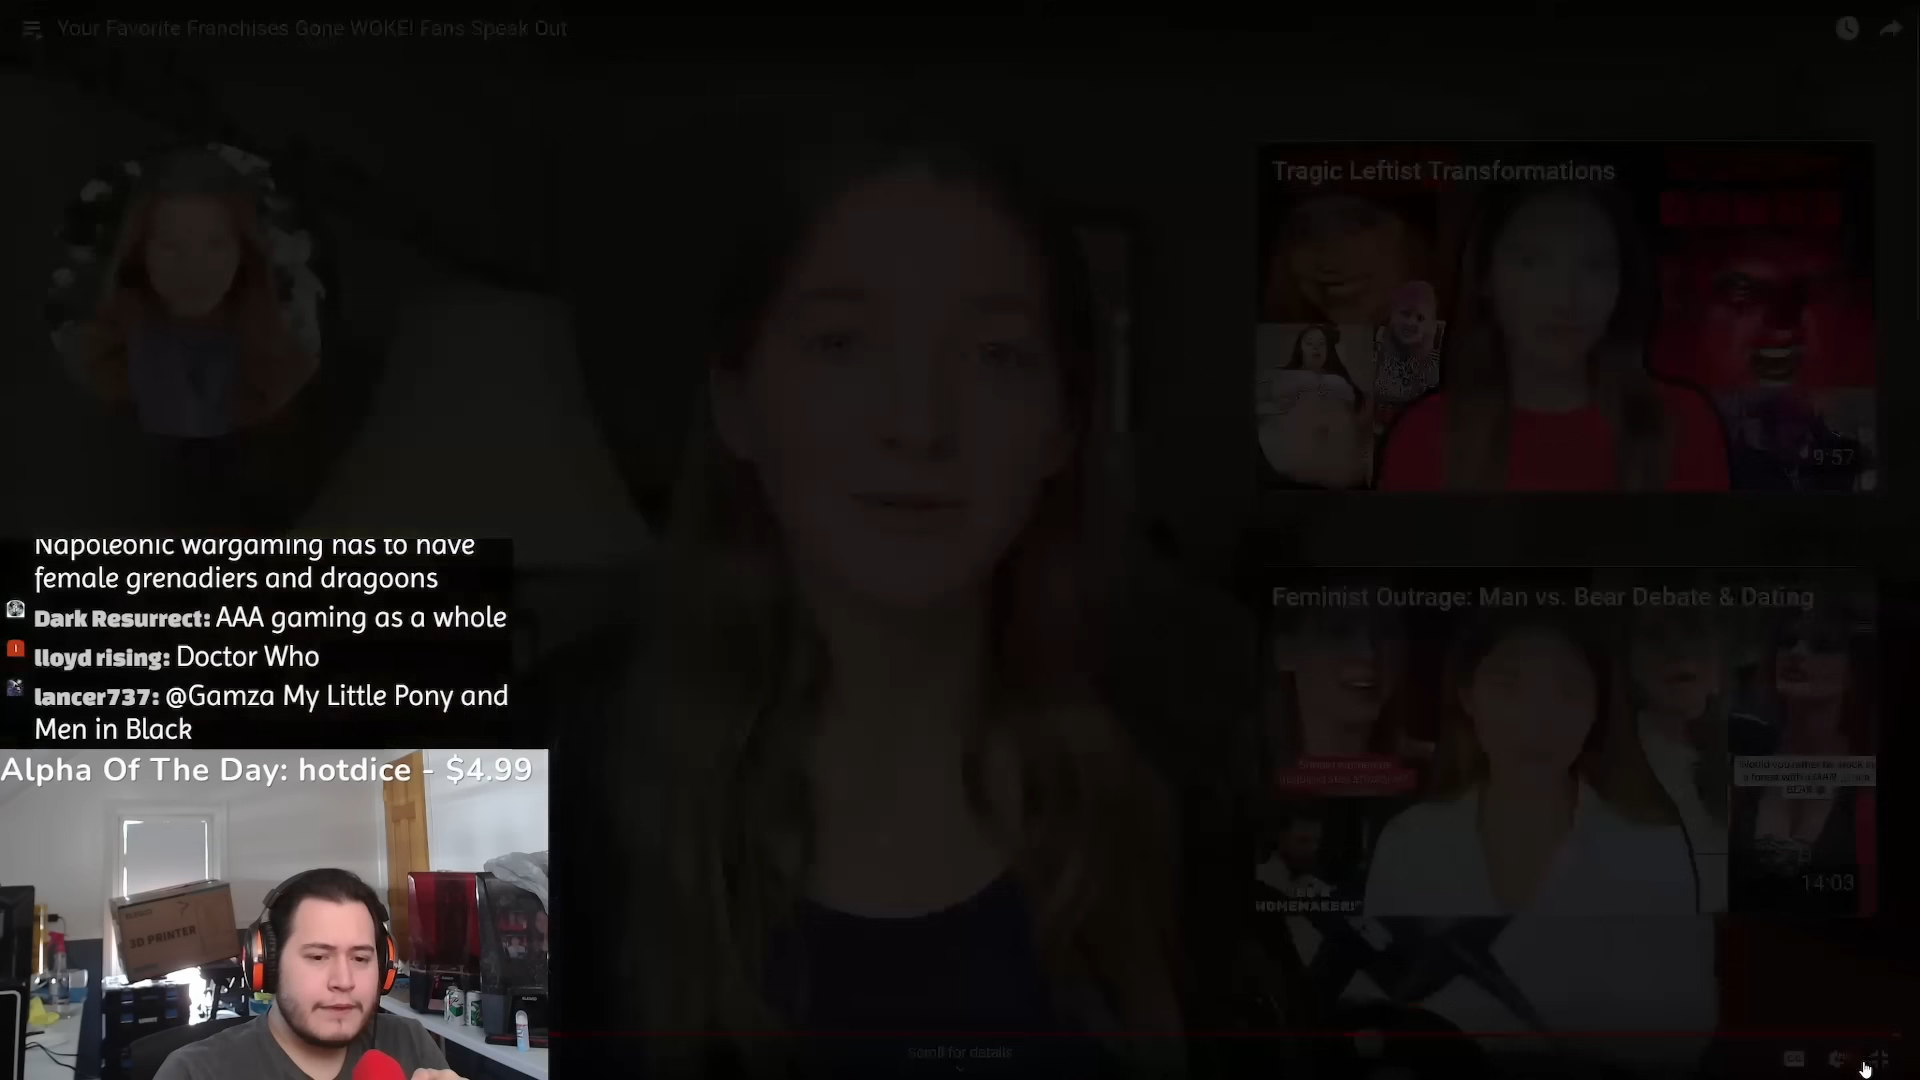 Your Favorite Franchises Gone WOKE! Fans Speak Out
Tragic Leftist Transformations
9:57
Napoleonic wargaming has to have
female grenadiers and dragoons
Dark Resurrect: AAA gaming as a whole
lloyd rising: Doctor Who
lancer737: @Gamza My Little Pony and
Men in Black
Feminist Outrage: Man vs. Bear Debate & Dating
14:03
HOMEMAKER!"
Alpha Of The Day: hotdice - $4.99
3D PRINTER
Scroll for details